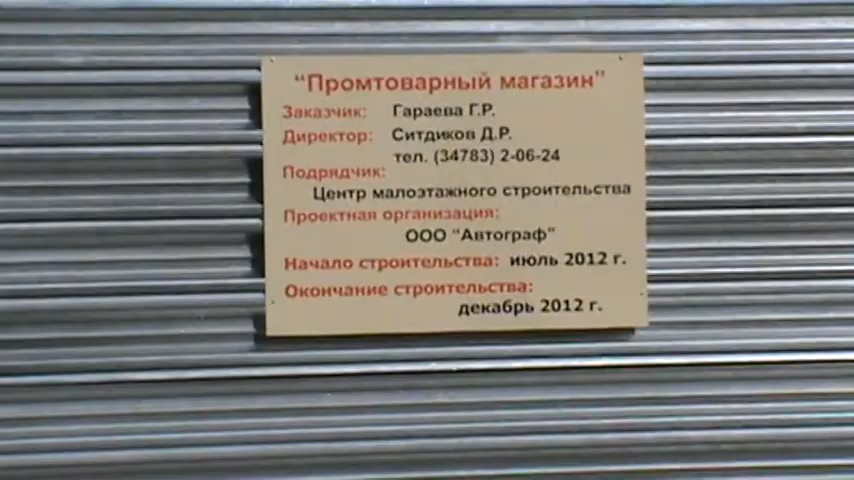 “Промтоварный магазин”
Заказчик: Гараева Г.Р.
Директор: Ситдиков Д.Р.
тел. (34783) 2-06-24
Подрядчик:
Центр малоэтажного строительства
Проектная организация:
ООО “Автограф”
Начало строительства: июль 2012 г.
Окончание строительства:
декабрь 2012 г.